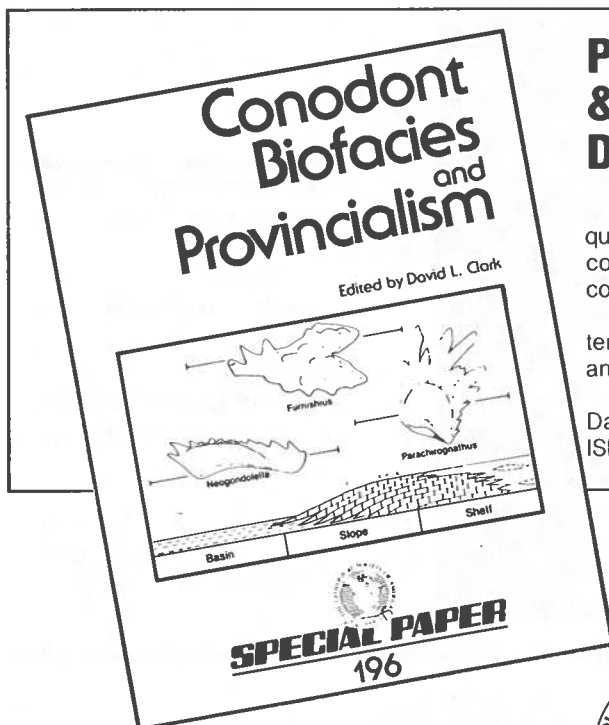 Conodont
Biofacies
and
Provincialism
Edited by David L. Clark
Furnishius
Parachirognathus
Neogondolella
Basin
Slope
Shelf
SPECIAL PAPER
196
P
&
D
qu
co
co
ter
an
Da